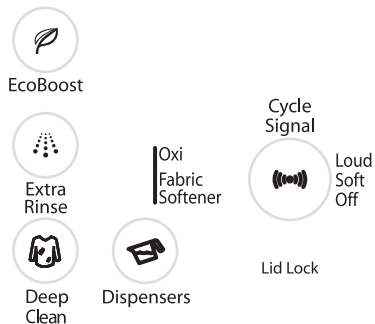 EcoBoost
Cycle
Signal
Oxi
Fabric
Softener
Loud
Soft
Off
Extra
Rinse
Lid Lock
Deep
Clean
Dispensers